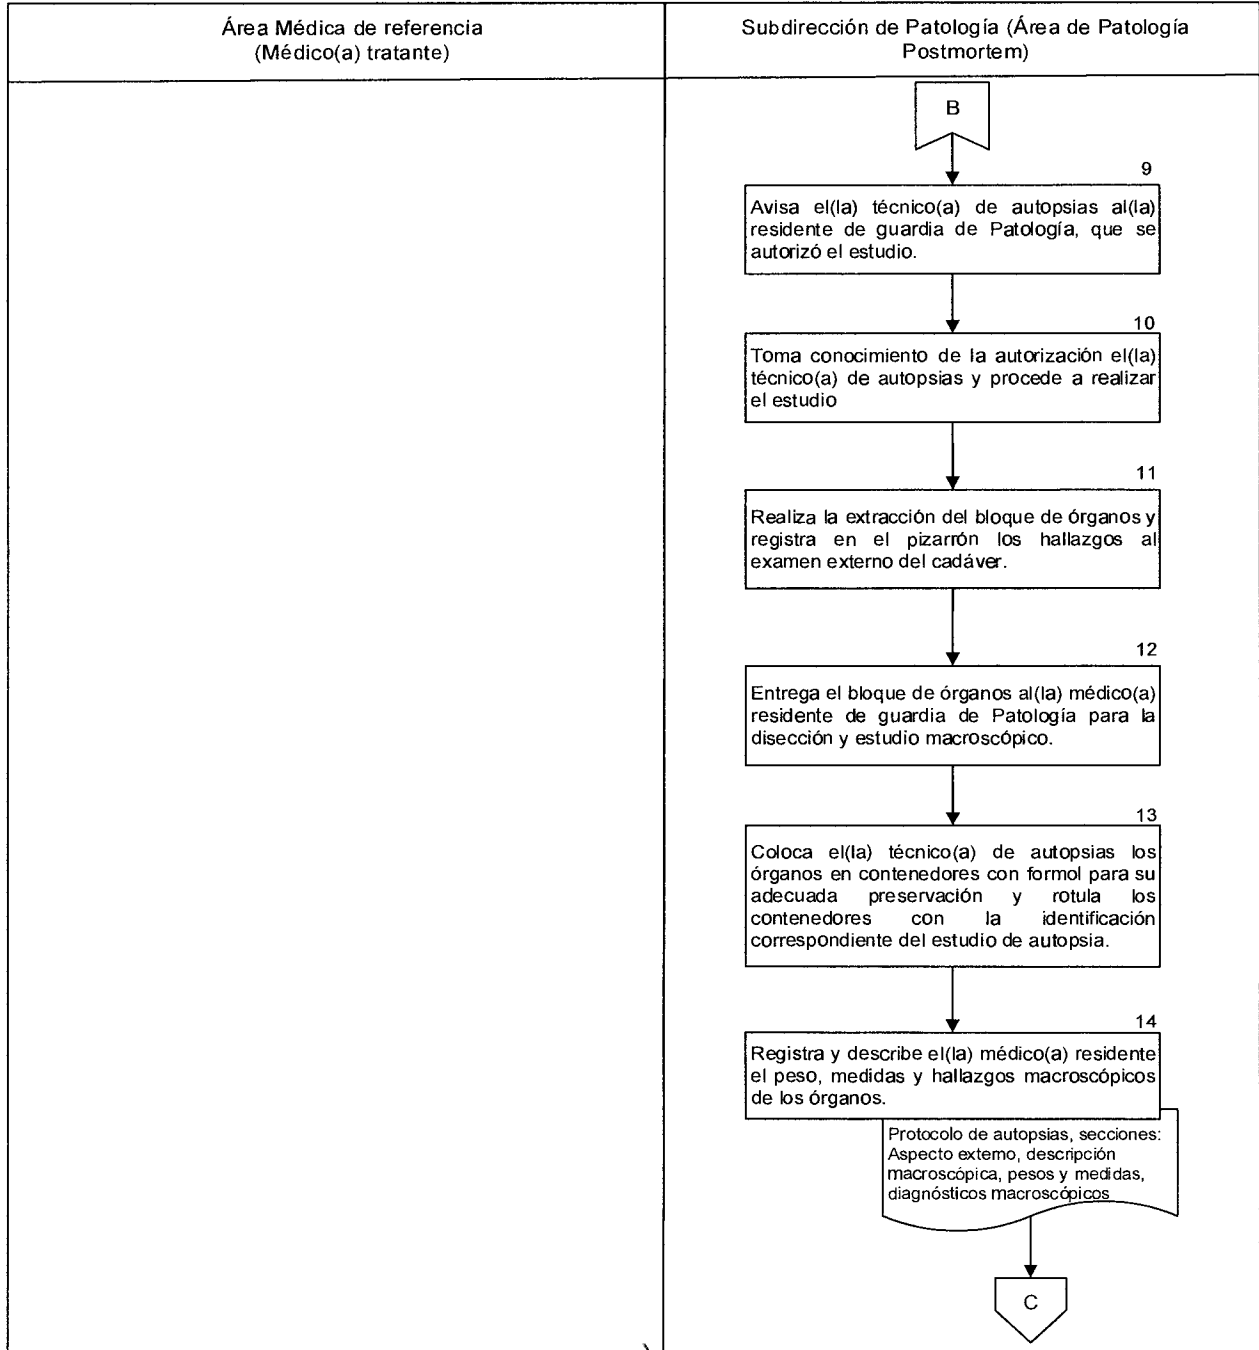 Área Médica de referencia
(Médico(a) tratante)
Subdirección de Patología (Área de Patología
Postmortem)
B
9
Avisa el(la) técnico(a) de autopsias al(la)
residente de guardia de Patología, que se
autorizó el estudio.
10
Toma conocimiento de la autorización el(la)
técnico(a) de autopsias y procede a realizar
el estudio
11
Realiza la extracción del bloque de órganos y
registra en el pizarrón los hallazgos al
examen externo del cadáver.
12
Entrega el bloque de órganos al(la) médico(a)
residente de guardia de Patología para la
disección y estudio macroscópico.
13
Coloca el(la) técnico(a) de autopsias los
órganos en contenedores con formol para su
adecuada preservación y rotula los
contenedores con la identificación
correspondiente del estudio de autopsia.
14
Registra y describe el(la) médico(a) residente
el peso, medidas y hallazgos macroscópicos
de los órganos.
Protocolo de autopsias, secciones:
Aspecto externo, descripción
macroscópica, pesos y medidas,
diagnósticos macroscópicos
C